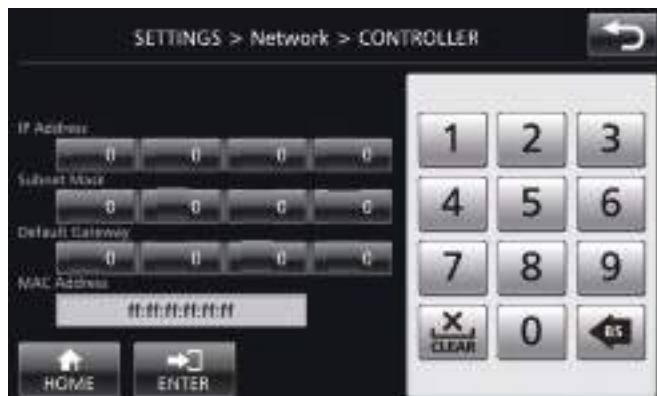 SETTINGS > Network > CONTROLLER
IP Address
0 0 0 0
Subnet Mask
0 0 0 0
Default Gateway
0 0 0 0
MAC Address
ff:ff:ff:ff:ff:ff
HOME ENTER
1 2 3
4 5 6
7 8 9
CLEAR 0 BS